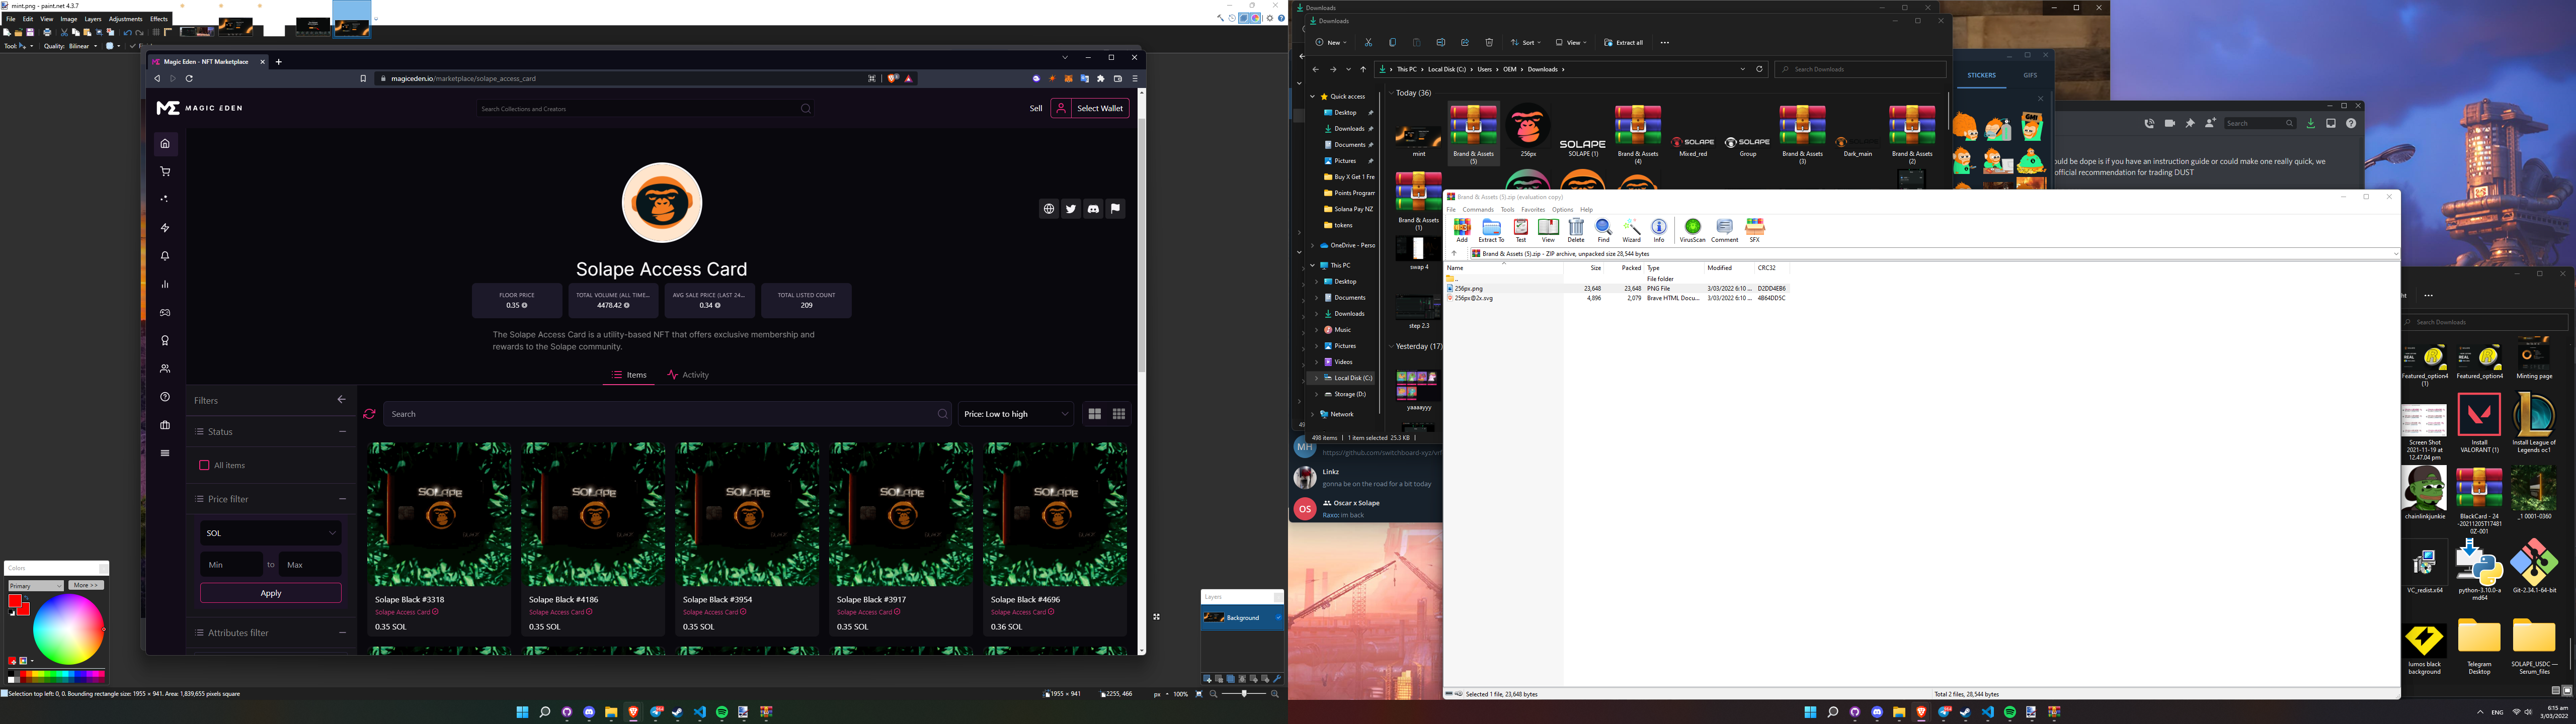 mint.png - paint.net 4.3.7
File Edit View Image Layers Adjustments Effects
Tool: Quality: Bilinear
Magic Eden - NFT Marketplace
magiceden.io/marketplace/solape_access_card
MAGIC EDEN
Search Collections and Creators
Sell
Select Wallet
Solape Access Card
FLOOR PRICE
0.35
TOTAL VOLUME (ALL TIME...
4478.42
AVG SALE PRICE (LAST 24...
0.34
TOTAL LISTED COUNT
209
The Solape Access Card is a utility-based NFT that offers exclusive membership and
rewards to the Solape community.
Items
Activity
Filters
Search
Price: Low to high
Status
All items
Price filter
SOL
Min to Max
Apply
Attributes filter
SOLAPE
SOLAPE
SOLAPE
SOLAPE
SOLAPE
Solape Black #3318
Solape Access Card
0.35 SOL
Solape Black #4186
Solape Access Card
0.35 SOL
Solape Black #3954
Solape Access Card
0.35 SOL
Solape Black #3917
Solape Access Card
0.35 SOL
Solape Black #4696
Solape Access Card
0.36 SOL
Colors
Primary
More >>
Layers
Background
Selection top left: 0, 0. Bounding rectangle size: 1955 × 941. Area: 1,839,655 pixels square
1955 × 941
2255, 466
px
100%
Downloads
Downloads
New
Sort
View
Extract all
This PC
Local Disk (C:)
Users
OEM
Downloads
Search Downloads
Quick access
Desktop
Downloads
Documents
Pictures
Buy X Get 1 Fre
Points Program
Solana Pay NZ
tokens
OneDrive - Perso
This PC
Desktop
Documents
Downloads
Music
Pictures
Videos
Local Disk (C:)
Storage (D:)
Network
498 items
1 item selected 25.3 KB
Today (36)
mint
Brand & Assets
(5)
256px
SOLAPE
SOLAPE (1)
Brand & Assets
(4)
Mixed_red
Group
Brand & Assets
(3)
Dark_main
Brand & Assets
(2)
Brand & Assets
(1)
swap 4
step 2.3
Yesterday (17)
yaaaayyy
MH
https://github.com/switchboard-xyz/vrf
Linkz
gonna be on the road for a bit today
OS
Oscar x Solape
Raxo: im back
STICKERS
GIFS
Search
ould be dope is if you have an instruction guide or could make one really quick, we
official recommendation for trading DUST
Brand & Assets (5).zip (evaluation copy)
File Commands Tools Favorites Options Help
Add
Extract To
Test
View
Delete
Find
Wizard
Info
VirusScan
Comment
SFX
Brand & Assets (5).zip - ZIP archive, unpacked size 28,544 bytes
Name Size Packed Type Modified CRC32
.. File folder
256px.png 23,648 23,648 PNG File 3/03/2022 6:10 ... D2DD4EB6
256px@2x.svg 4,896 2,079 Brave HTML Docu... 3/03/2022 6:10 ... 4B64DD5C
Selected 1 file, 23,648 bytes
Total 2 files, 28,544 bytes
Search Downloads
Featured_option4
(1)
Featured_option4
Minting page
Screen Shot
2021-11-19 at
12.47.04 pm
Install
VALORANT (1)
Install League of
Legends oc1
chainlinkjunkie
BlackCard - 24
-20211205T17481
0Z-001
_1 0001-0360
VC_redist.x64
python-3.10.0-a
md64
Git-2.34.1-64-bit
lumos black
background
Telegram
Desktop
SOLAPE_USDC —
Serum_files
ENG
6:15 am
3/03/2022